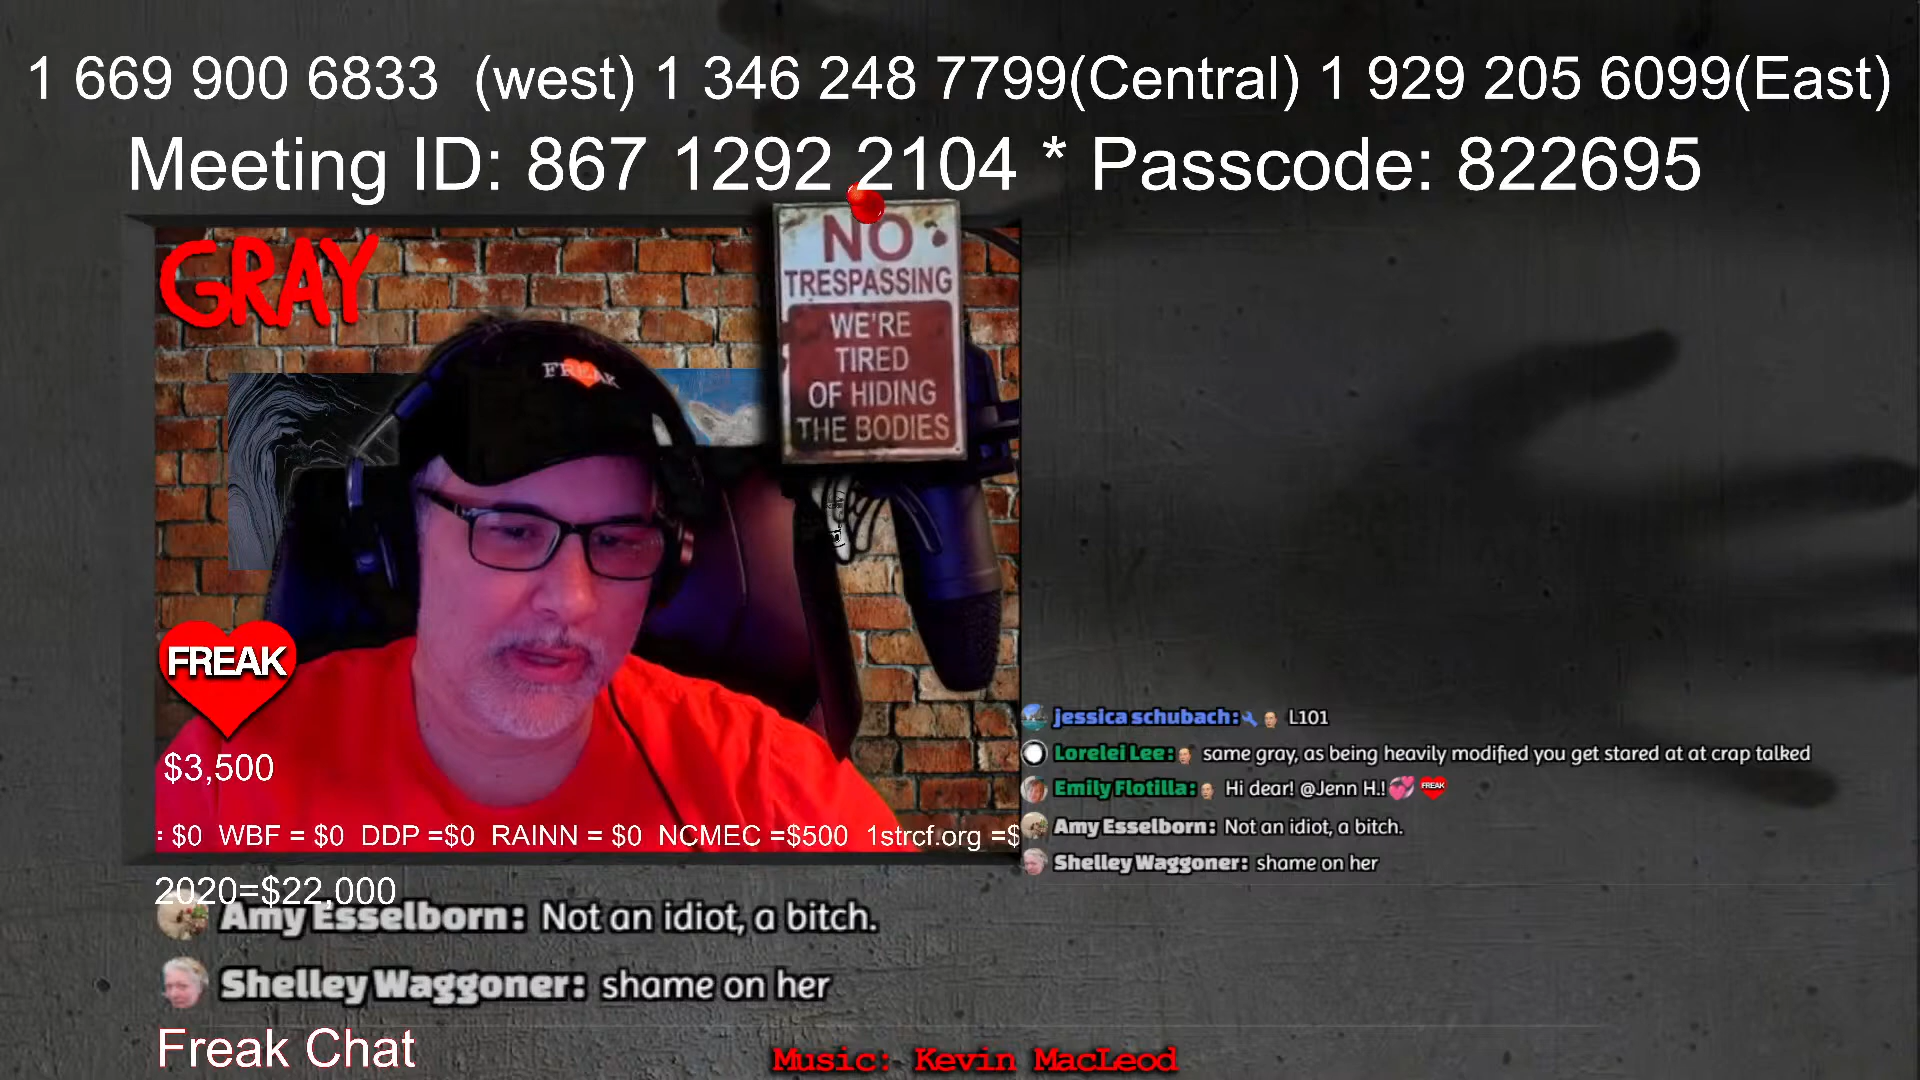 1 669 900 6833 (west) 1 346 248 7799(Central) 1 929 205 6099(East)
Meeting ID: 867 1292 2104 * Passcode: 822695
GRAY
NO
TRESPASSING
WE'RE
TIRED
OF HIDING
THE BODIES
FREAK
FREAK
$3,500
: $0 WBF = $0 DDP =$0 RAINN = $0 NCMEC =$500 1strcf.org =$
2020=$22,000
jessica schubach: L101
Lorelei Lee: same gray, as being heavily modified you get stared at at crap talked
Emily Flotilla: Hi dear! @Jenn H.! FREAK
Amy Esselborn: Not an idiot, a bitch.
Shelley Waggoner: shame on her
Amy Esselborn: Not an idiot, a bitch.
Shelley Waggoner: shame on her
Freak Chat
Music: Kevin MacLeod